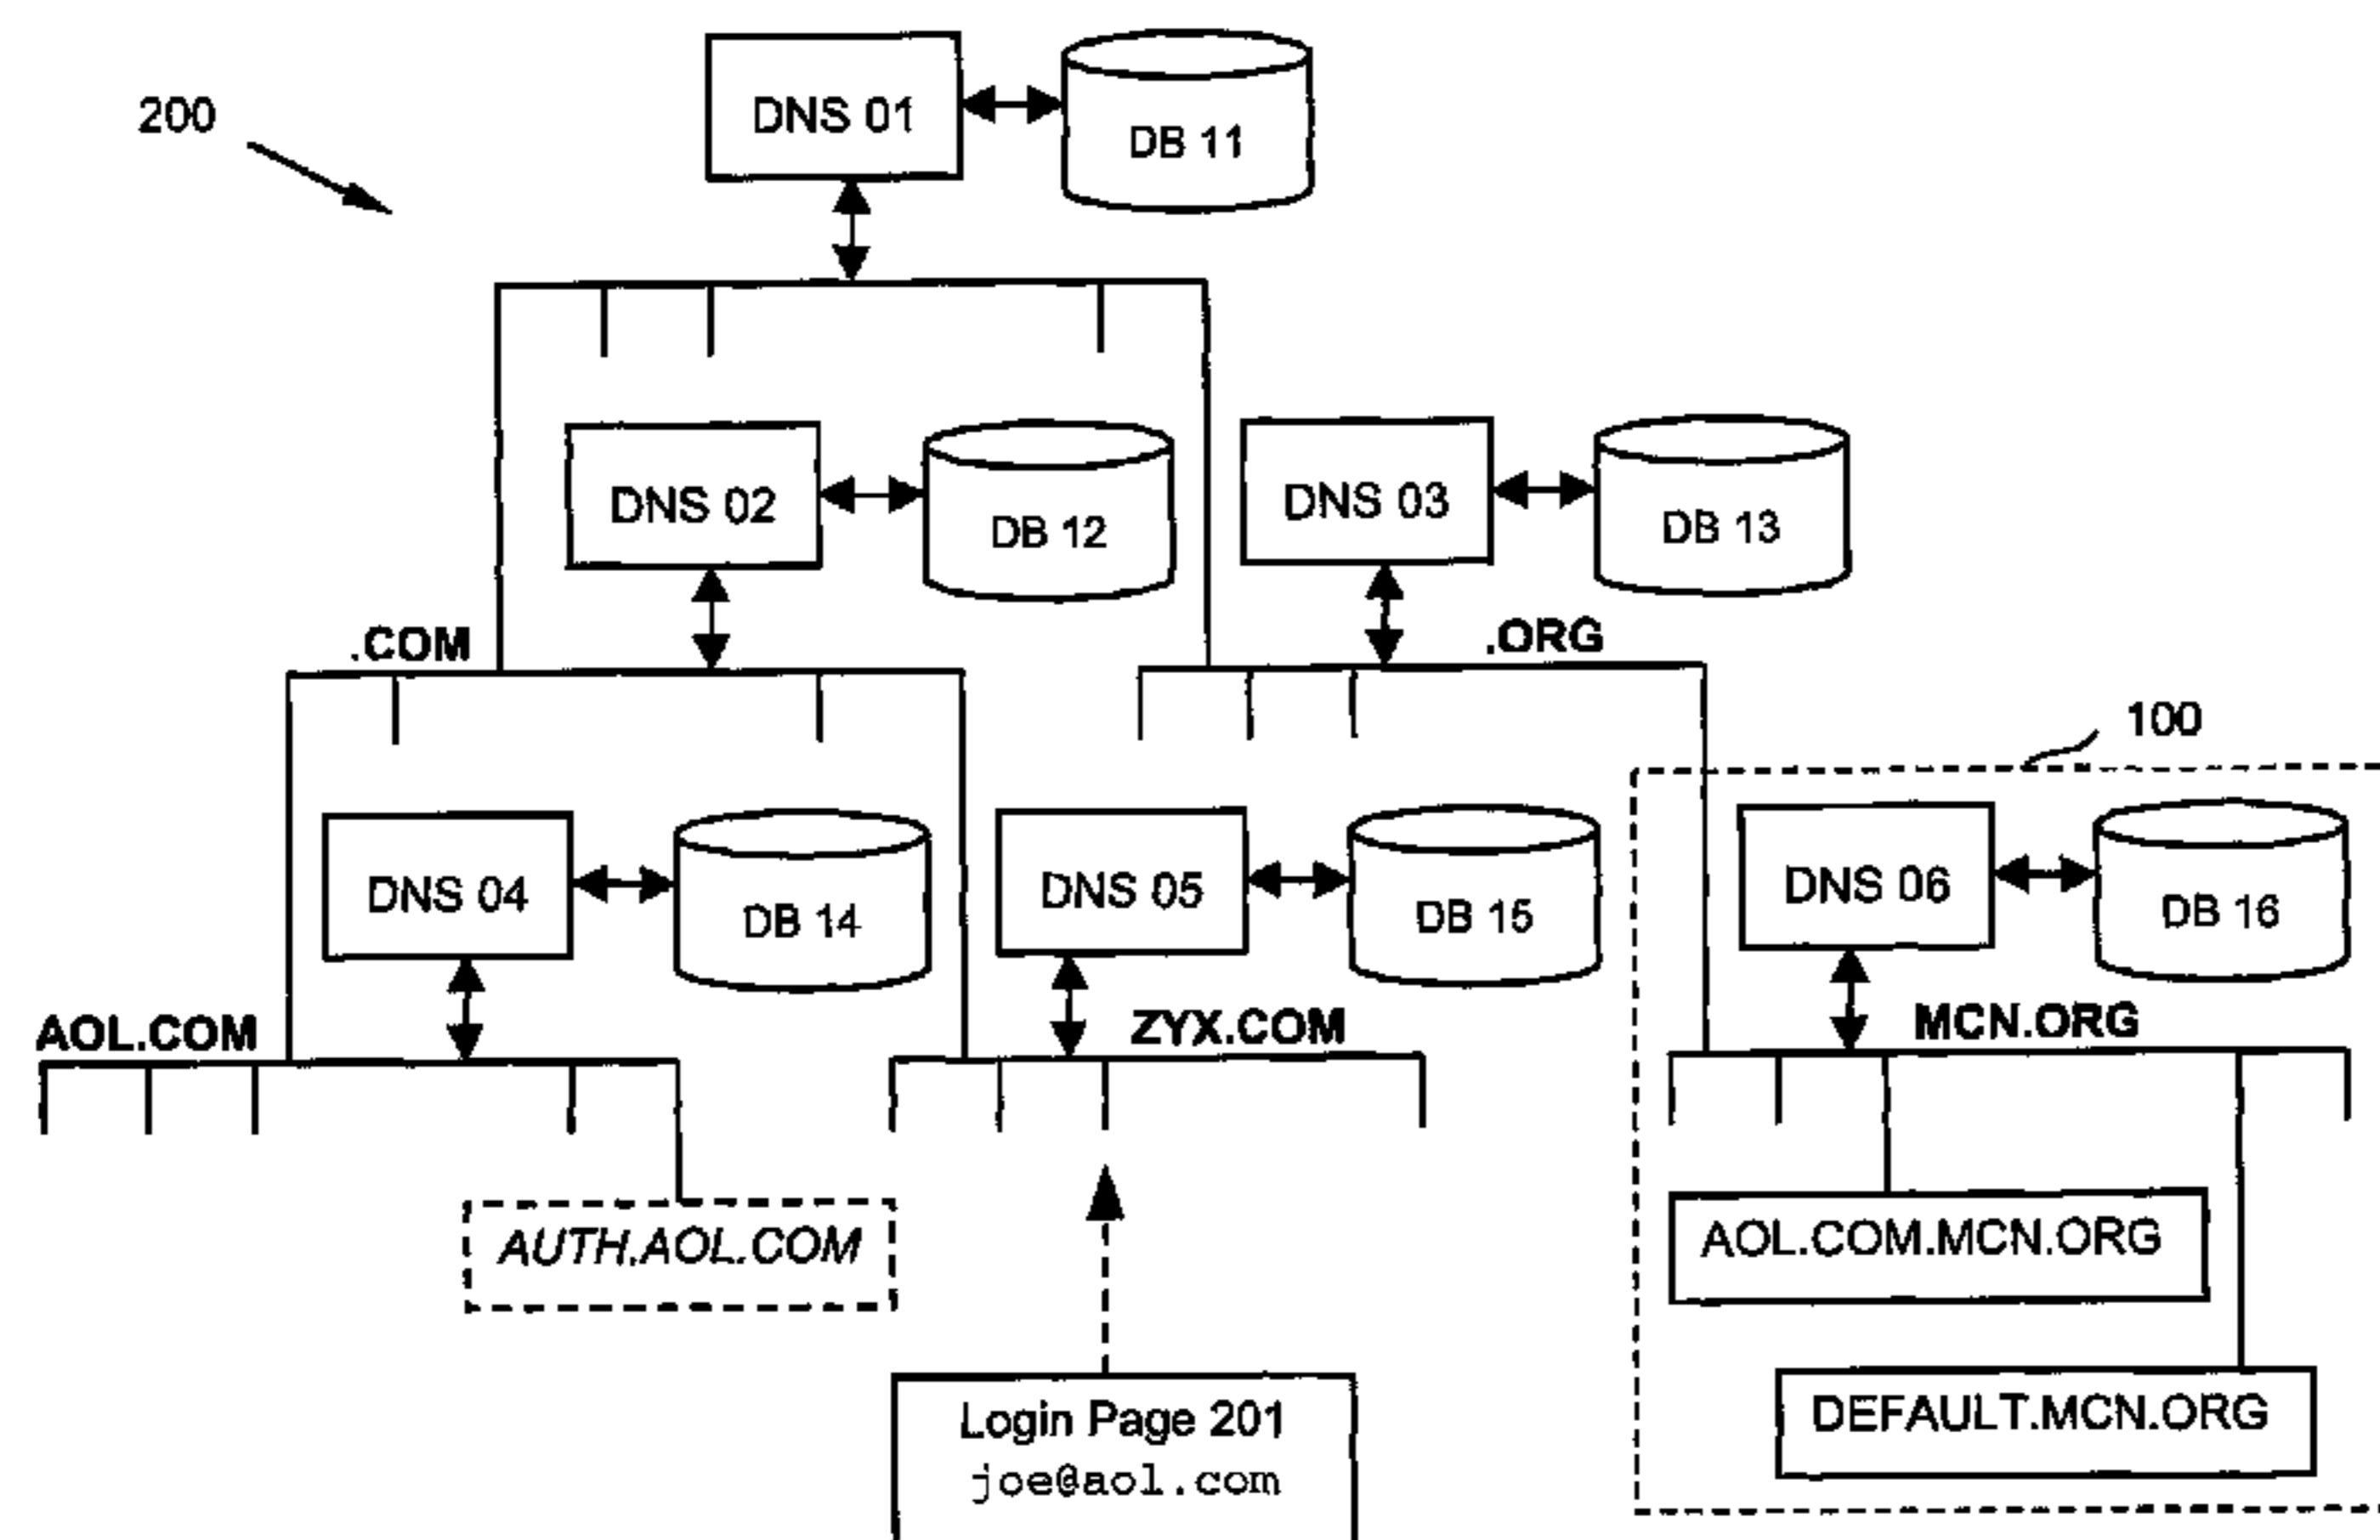 200
DNS 01
DB 11
DNS 02
DB 12
DNS 03
DB 13
.COM
.ORG
100
DNS 04
DB 14
DNS 05
DB 15
DNS 06
DB 16
AOL.COM
ZYX.COM
MCN.ORG
AUTH.AOL.COM
AOL.COM.MCN.ORG
DEFAULT.MCN.ORG
Login Page 201
joe@aol.com